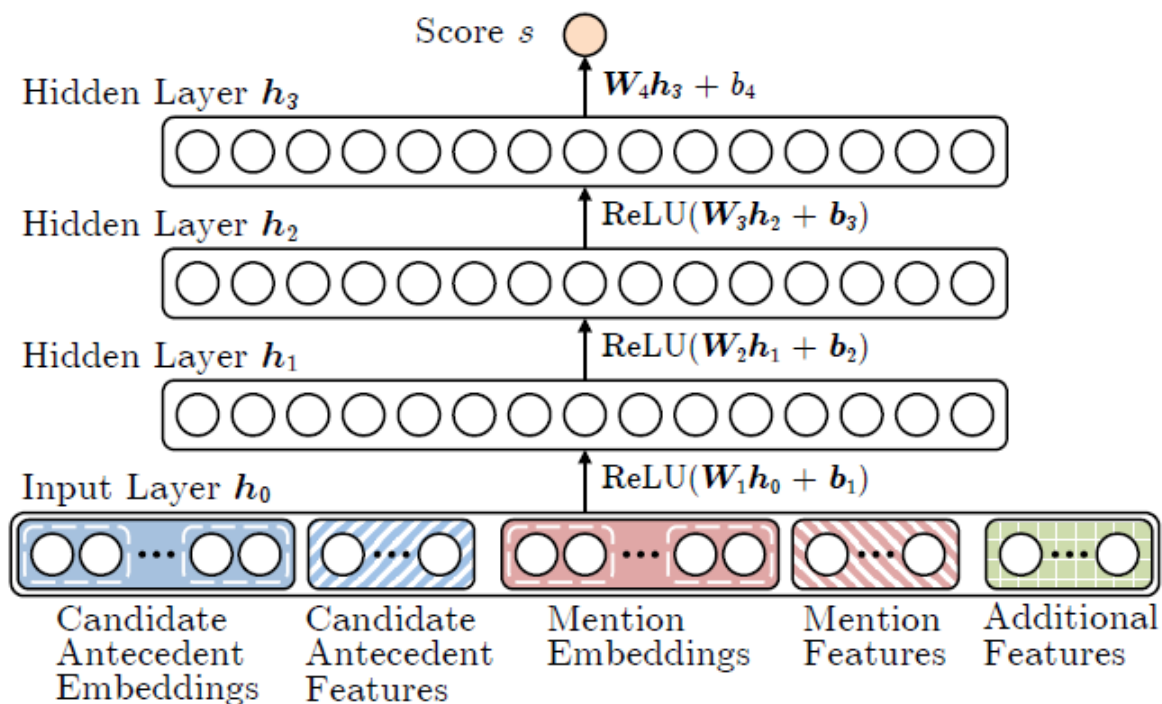 Score s
W₄h₃ + b₄
Hidden Layer h₃
ReLU(W₃h₂ + b₃)
Hidden Layer h₂
ReLU(W₂h₁ + b₂)
Hidden Layer h₁
ReLU(W₁h₀ + b₁)
Input Layer h₀
Candidate
Antecedent
Embeddings
Candidate
Antecedent
Features
Mention
Embeddings
Mention
Features
Additional
Features